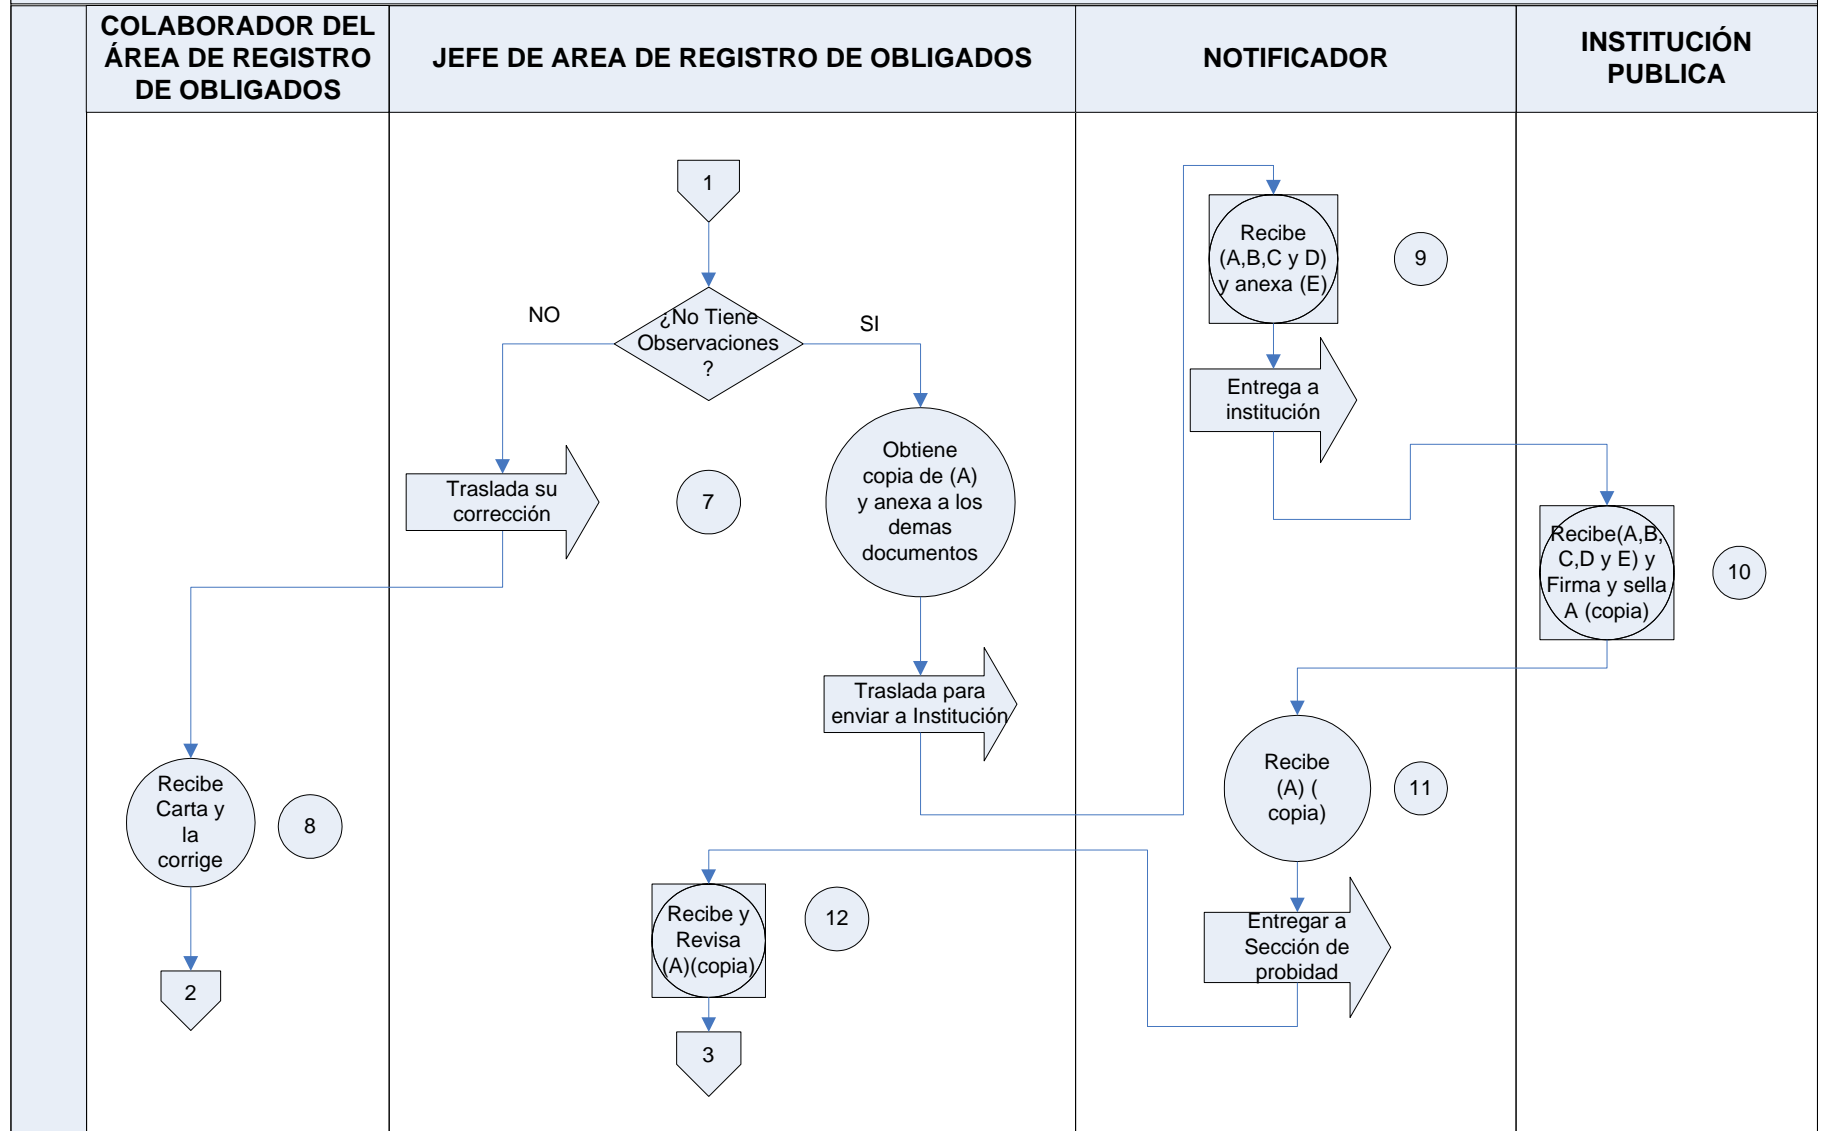 COLABORADOR DEL
ÁREA DE REGISTRO
DE OBLIGADOS
JEFE DE AREA DE REGISTRO DE OBLIGADOS
NOTIFICADOR
INSTITUCIÓN
PUBLICA
1
¿No Tiene
Observaciones
?
NO
SI
Traslada su
corrección
7
Obtiene
copia de (A)
y anexa a los
demas
documentos
Traslada para
enviar a Institución
Recibe
Carta y
la
corrige
8
2
Recibe
(A,B,C y D)
y anexa (E)
9
Entrega a
institución
Recibe(A,B,
C,D y E) y
Firma y sella
A (copia)
10
Recibe
(A) (
copia)
11
Entregar a
Sección de
probidad
Recibe y
Revisa
(A)(copia)
12
3